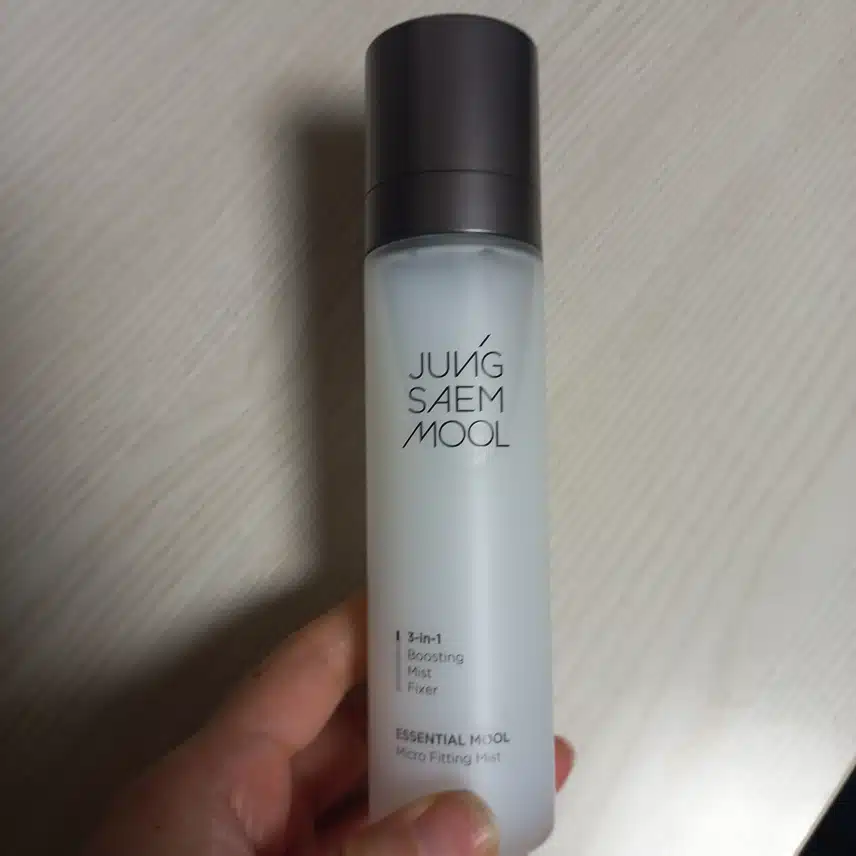 JUNG
SAEM
MOOL
3-in-1
Boosting
Mist
Fixer
ESSENTIAL MOOL
Micro Fitting Mist